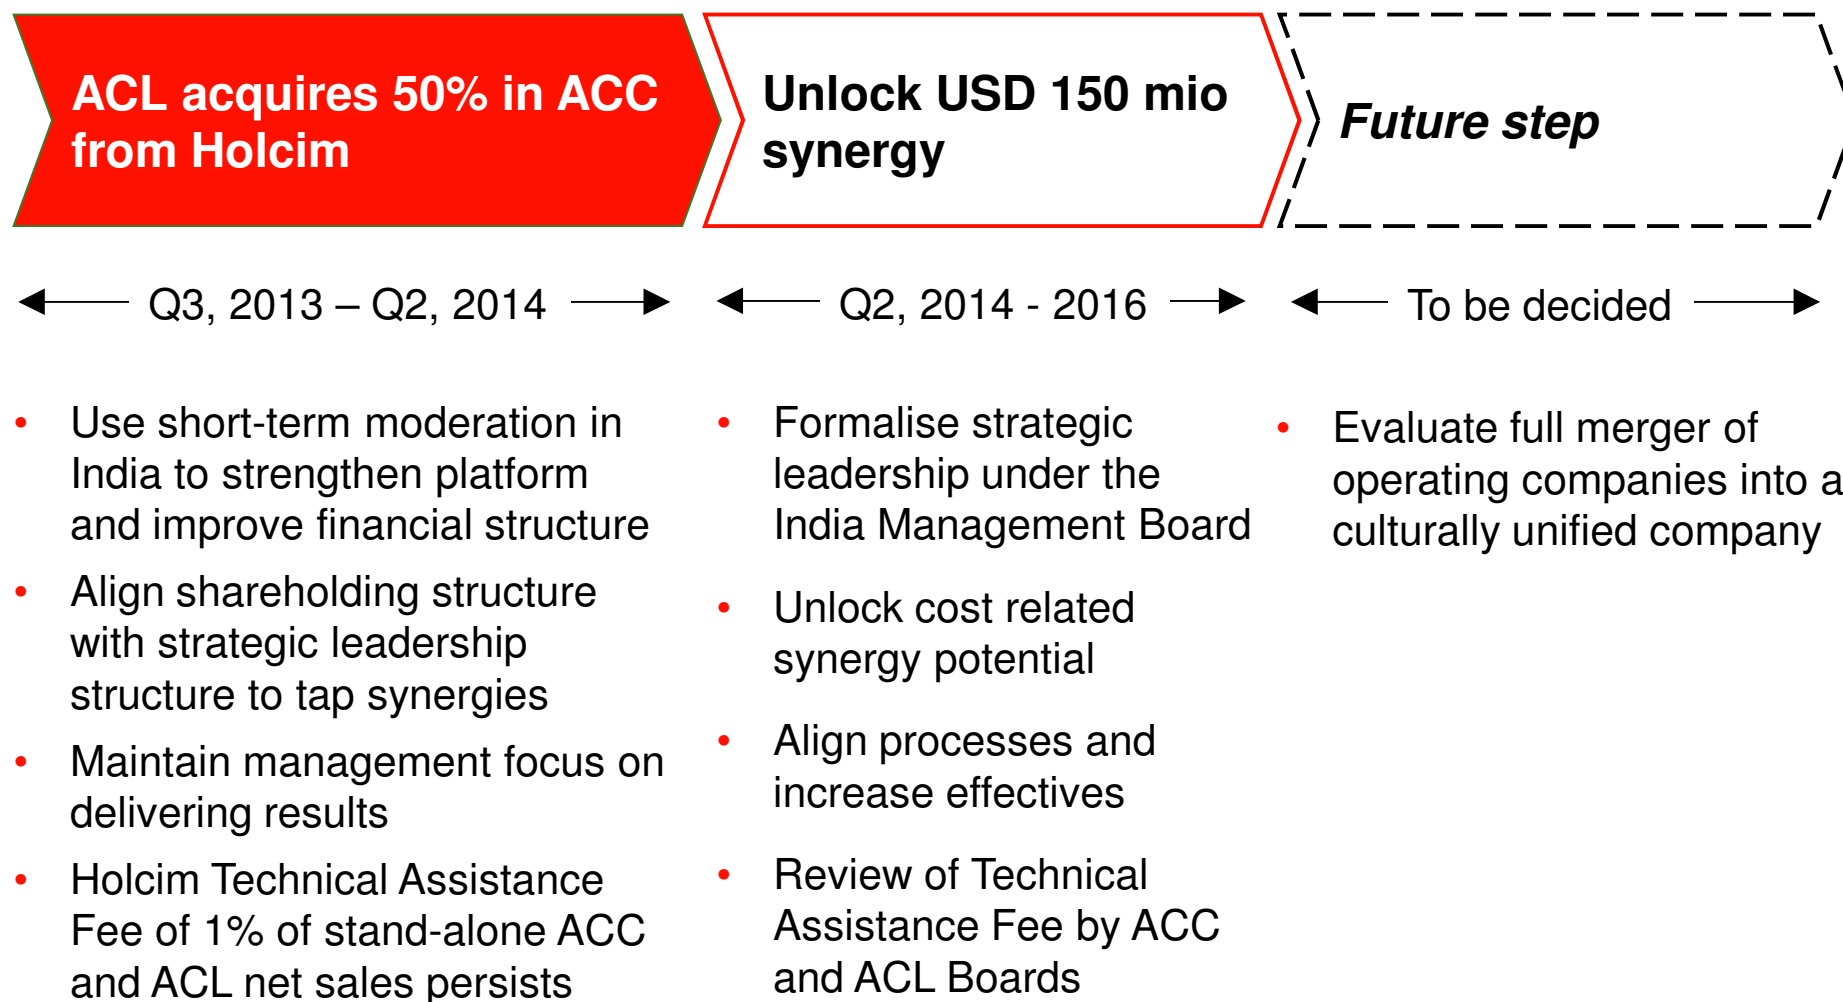 ACL acquires 50% in ACC
from Holcim
Unlock USD 150 mio
synergy
Future step
Q3, 2013 – Q2, 2014
Q2, 2014 - 2016
To be decided
• Use short-term moderation in
India to strengthen platform
and improve financial structure
• Align shareholding structure
with strategic leadership
structure to tap synergies
• Maintain management focus on
delivering results
• Holcim Technical Assistance
Fee of 1% of stand-alone ACC
and ACL net sales persists
• Formalise strategic
leadership under the
India Management Board
• Unlock cost related
synergy potential
• Align processes and
increase effectives
• Review of Technical
Assistance Fee by ACC
and ACL Boards
• Evaluate full merger of
operating companies into a
culturally unified company